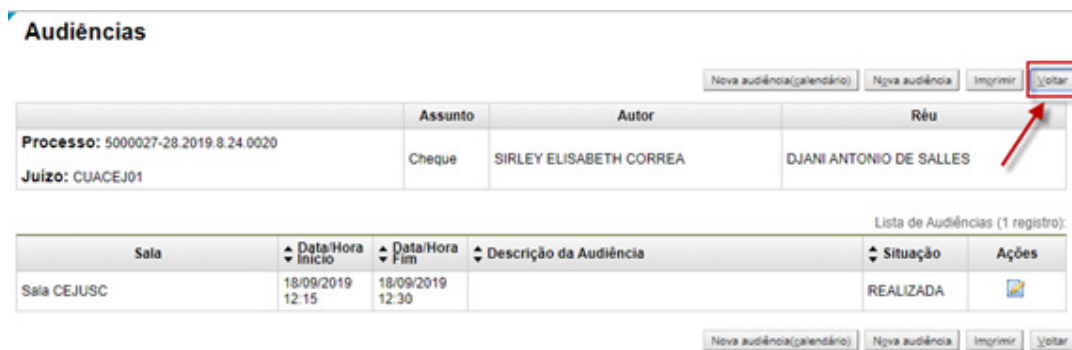 Audiências
Nova audiência(calendário) Nova audiência Imprimir Voltar
Assunto Autor Réu
Processo: 5000027-28.2019.8.24.0020
Juízo: CUACEJ01
Cheque SIRLEY ELISABETH CORREA DJANI ANTONIO DE SALLES
Lista de Audiências (1 registro):
Sala Data/Hora Início Data/Hora Fim Descrição da Audiência Situação Ações
Sala CEJUSC 18/09/2019 12:15 18/09/2019 12:30 REALIZADA
Nova audiência(calendário) Nova audiência Imprimir Voltar